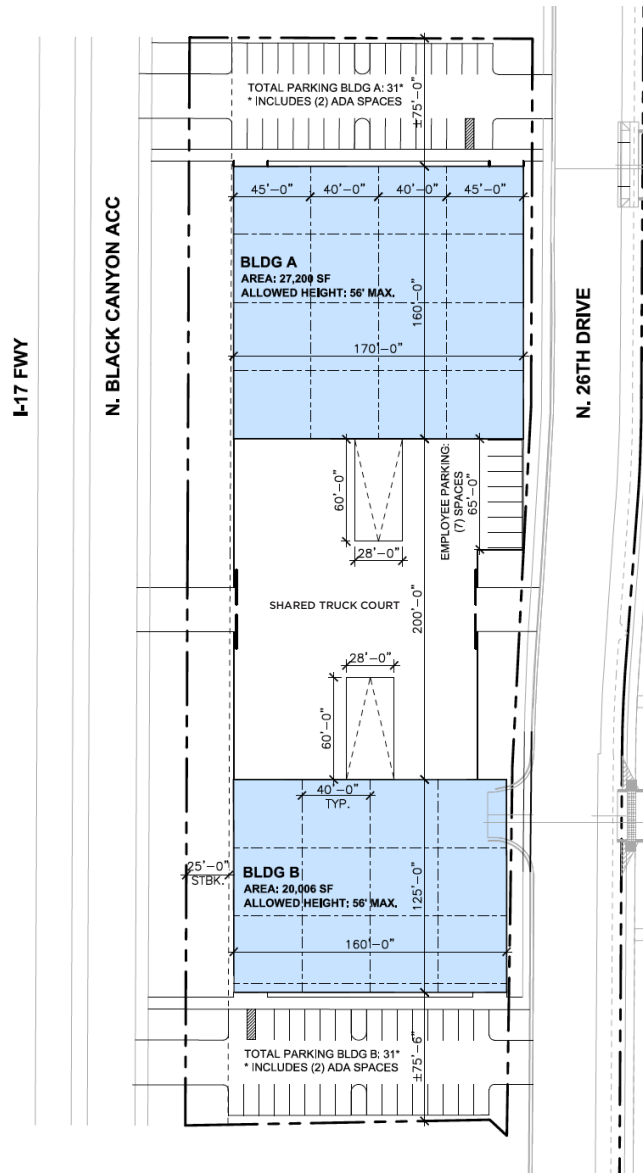 TOTAL PARKING BLDG A: 31*
* INCLUDES (2) ADA SPACES
±75'-0"
45'-0"
40'-0"
40'-0"
45'-0"
BLDG A
AREA: 27,200 SF
ALLOWED HEIGHT: 56' MAX.
160'-0"
170'-0"
I-17 FWY
N. BLACK CANYON ACC
N. 26TH DRIVE
60'-0"
28'-0"
EMPLOYEE PARKING:
(7) SPACES
65'-0"
SHARED TRUCK COURT
200'-0"
28'-0"
60'-0"
40'-0"
TYP.
25'-0"
STBK.
BLDG B
AREA: 20,006 SF
ALLOWED HEIGHT: 56' MAX.
125'-0"
160'-0"
TOTAL PARKING BLDG B: 31*
* INCLUDES (2) ADA SPACES
±75'-6"